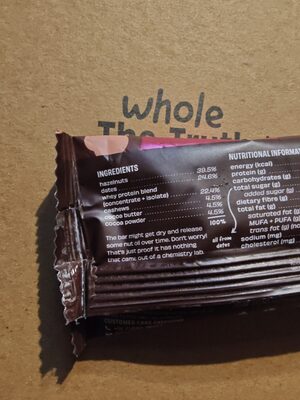 whole
The Truth
INGREDIENTS
hazelnuts 39.5%
dates 24.6%
whey protein blend
(concentrate + isolate) 22.4%
cashews 4.5%
cocoa butter 4.5%
cocoa powder 4.5%
100%
The bar might get dry and release
some nut oil over time. Don't worry!
That's just proof it has nothing
that came out of a chemistry lab.
NUTRITIONAL INFORMAT
energy (kcal)
protein (g)
carbohydrates (g)
total sugar (g)
added sugar (g)
dietary fibre (g)
total fat (g)
saturated fat (g
MUFA + PUFA (g
trans fat (g)
sodium (mg)
cholesterol (mg)
all from
dates
CUSTOMER CARE